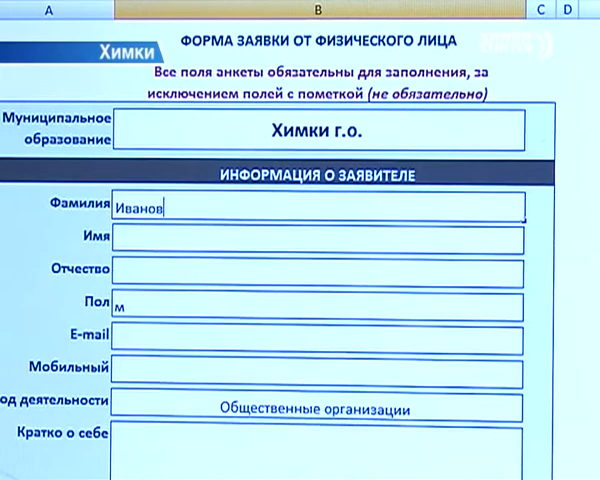 A B C D
Химки
ФОРМА ЗАЯВКИ ОТ ФИЗИЧЕСКОГО ЛИЦА
Все поля анкеты обязательны для заполнения, за
исключением полей с пометкой (не обязательно)
Муниципальное
образование
Химки г.о.
ИНФОРМАЦИЯ О ЗАЯВИТЕЛЕ
Фамилия Иванов
Имя
Отчество
Пол м
E-mail
Мобильный
од деятельности Общественные организации
Кратко о себе